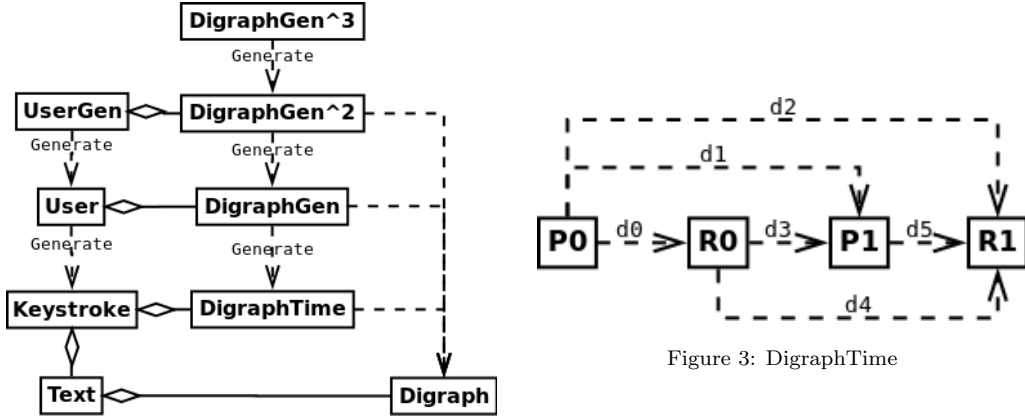 DigraphGen^3
Generate
UserGen
DigraphGen^2
Generate
Generate
User
DigraphGen
Generate
Generate
Keystroke
DigraphTime
Text
Digraph
d2
d1
P0
d0
R0
d3
P1
d5
R1
d4
Figure 3: DigraphTime